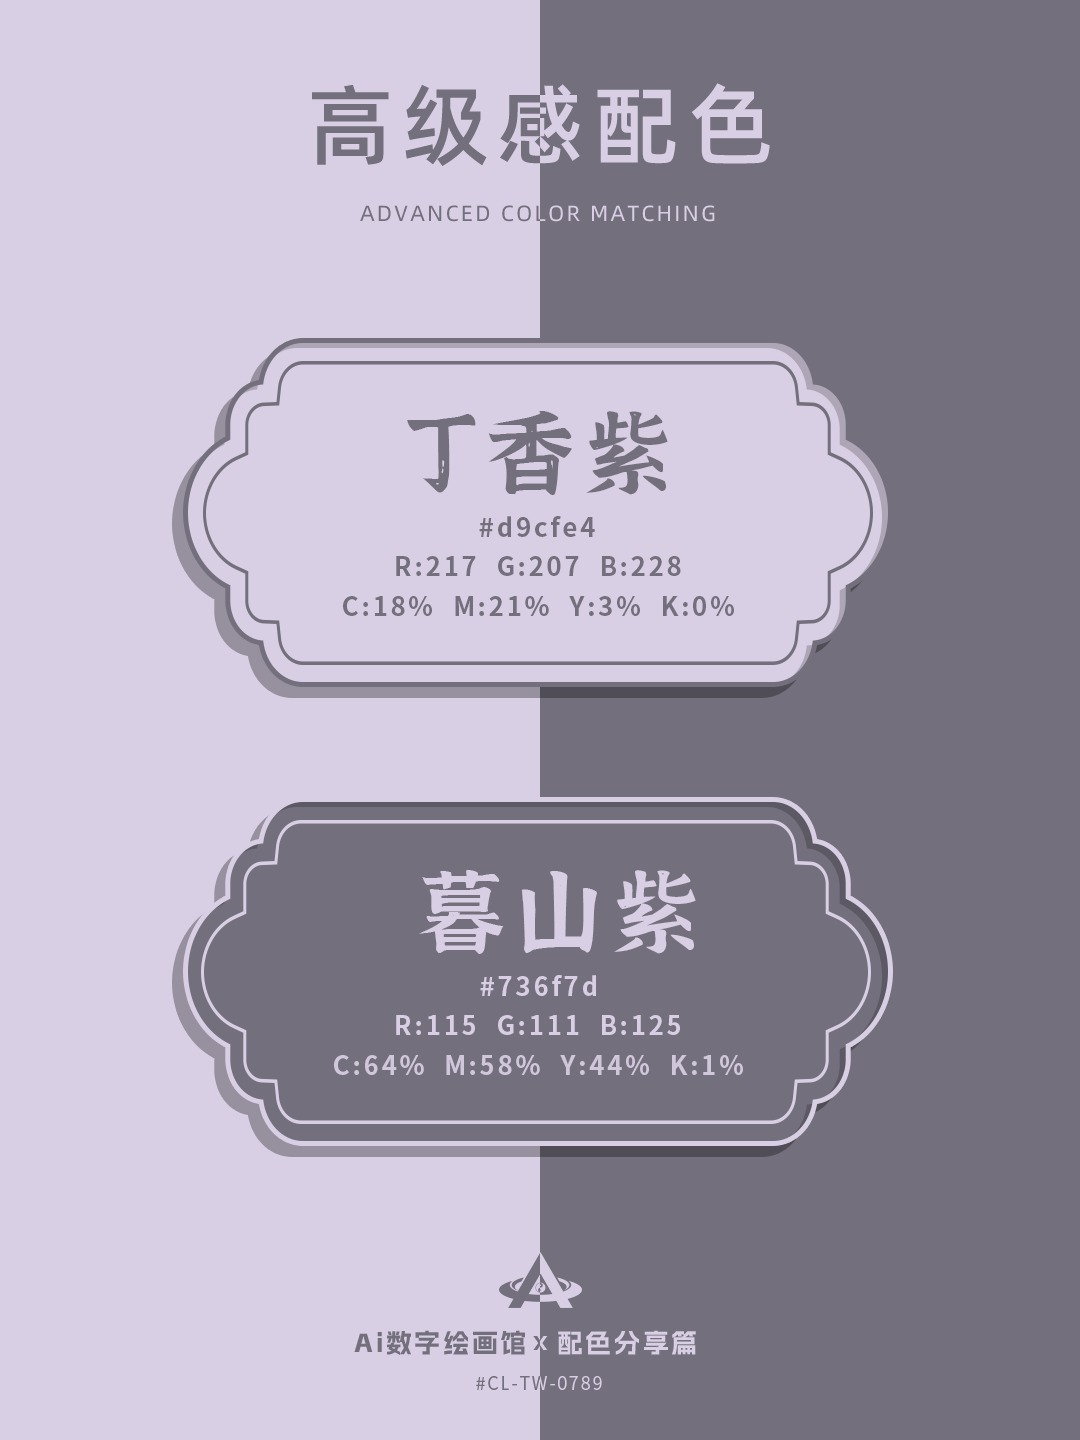 高级感配色
ADVANCED COLOR MATCHING
丁香紫
#d9cfe4
R:217 G:207 B:228
C:18% M:21% Y:3% K:0%
暮山紫
#736f7d
R:115 G:111 B:125
C:64% M:58% Y:44% K:1%
Ai数字绘画馆 x 配色分享篇
#CL-TW-0789